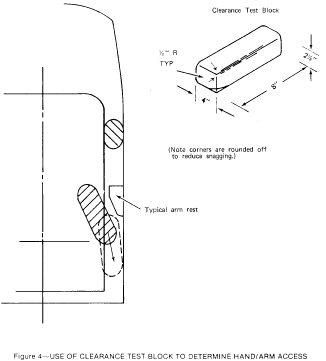 Clearance Test Block
½" R
TYP
2½"
4"
8"
(Note corners are rounded off
to reduce snagging.)
Typical arm rest
Figure 4—USE OF CLEARANCE TEST BLOCK TO DETERMINE HAND/ARM ACCESS